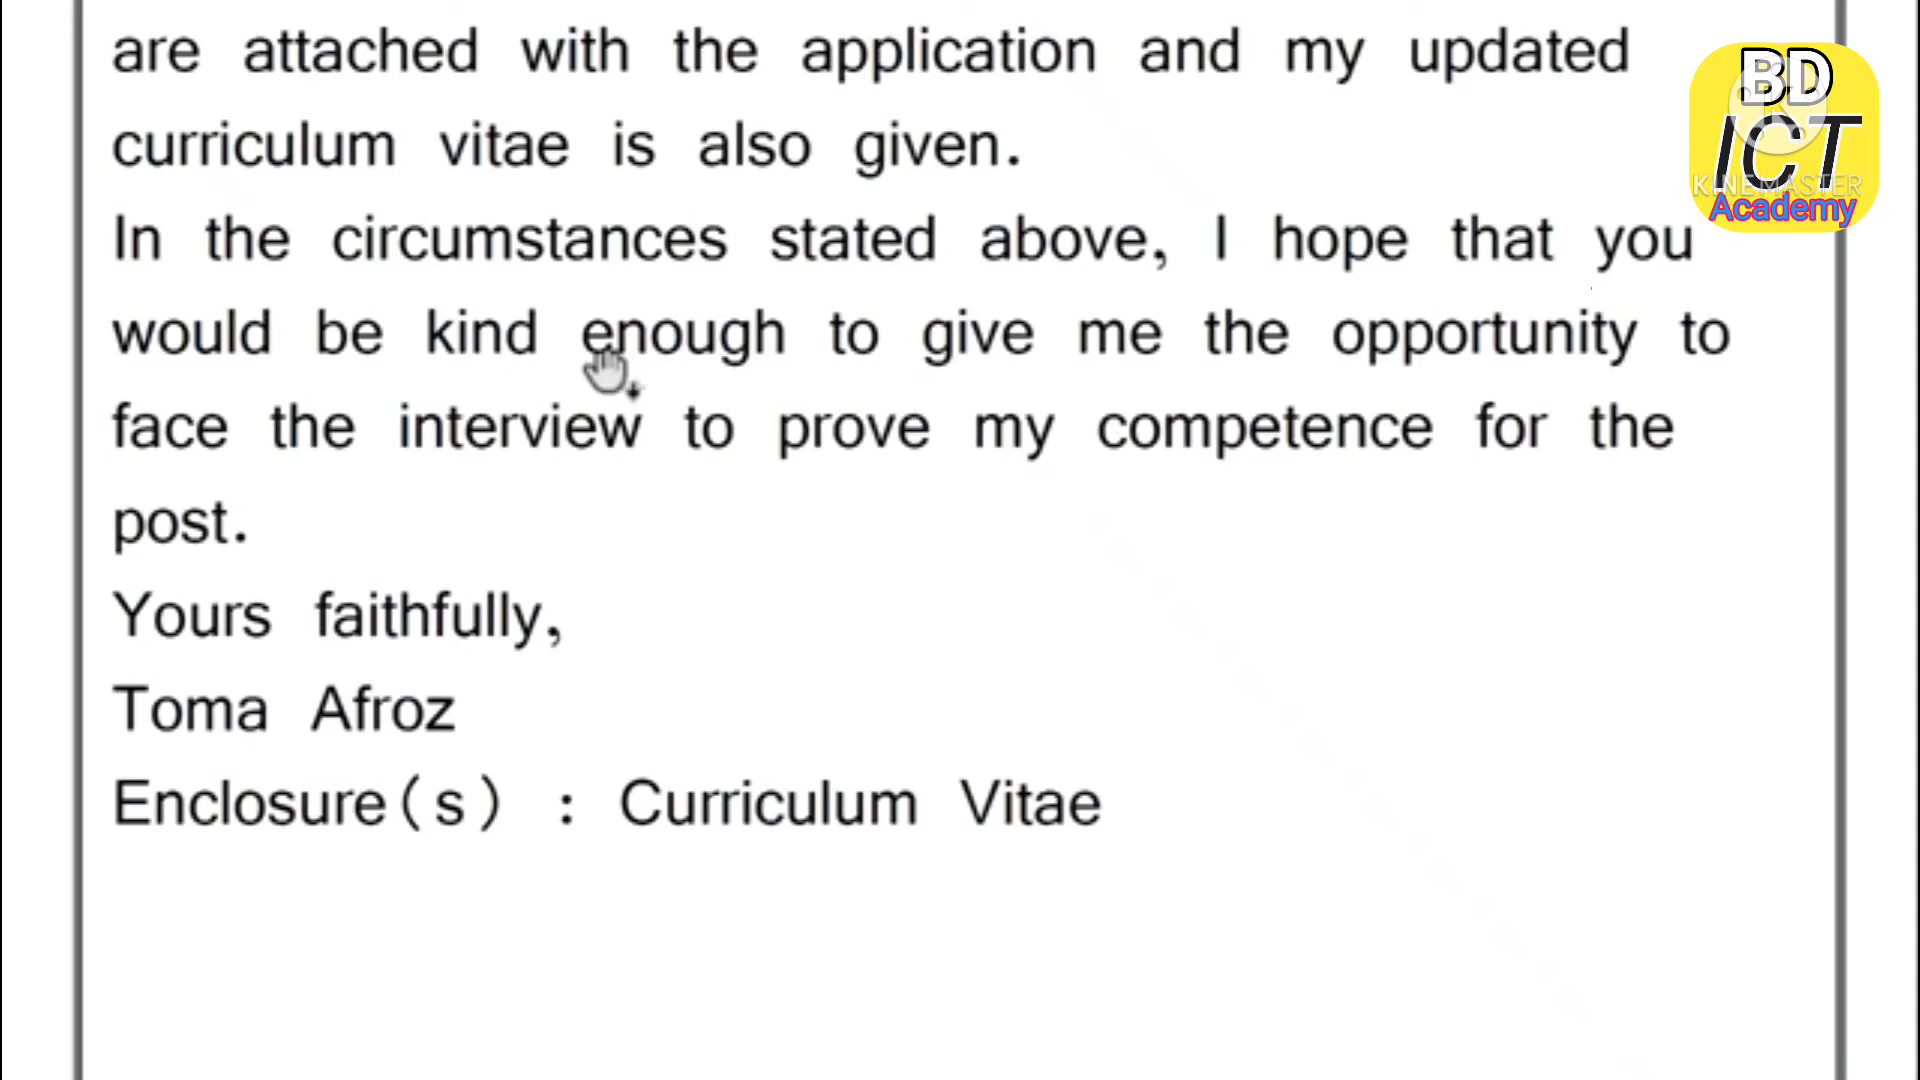 are attached with the application and my updated
curriculum vitae is also given.
In the circumstances stated above, I hope that you
would be kind enough to give me the opportunity to
face the interview to prove my competence for the
post.
Yours faithfully,
Toma Afroz
Enclosure(s) : Curriculum Vitae
BD
ICT
KINEMASTER
Academy